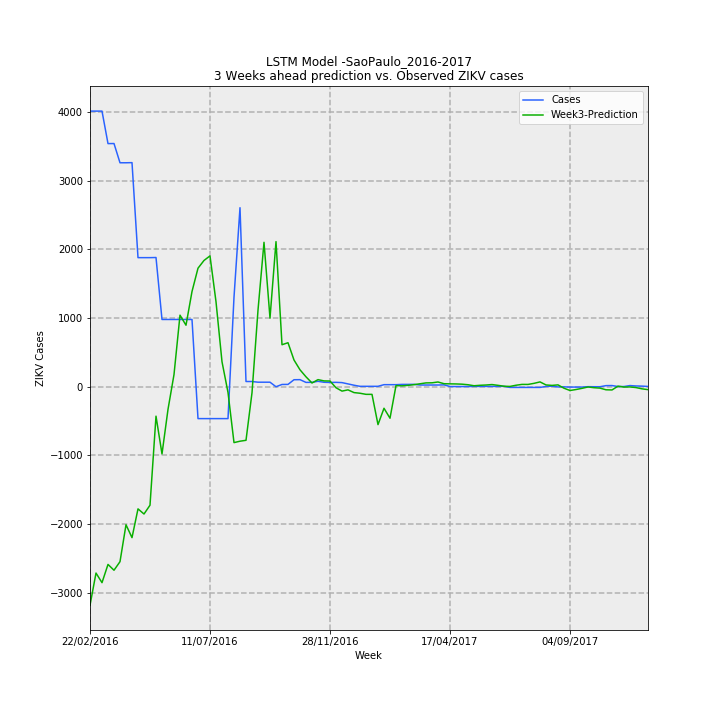 LSTM Model -SaoPaulo_2016-2017
3 Weeks ahead prediction vs. Observed ZIKV cases
Cases
Week3-Prediction
4000
3000
2000
1000
0
−1000
−2000
−3000
ZIKV Cases
22/02/2016
11/07/2016
28/11/2016
17/04/2017
04/09/2017
Week